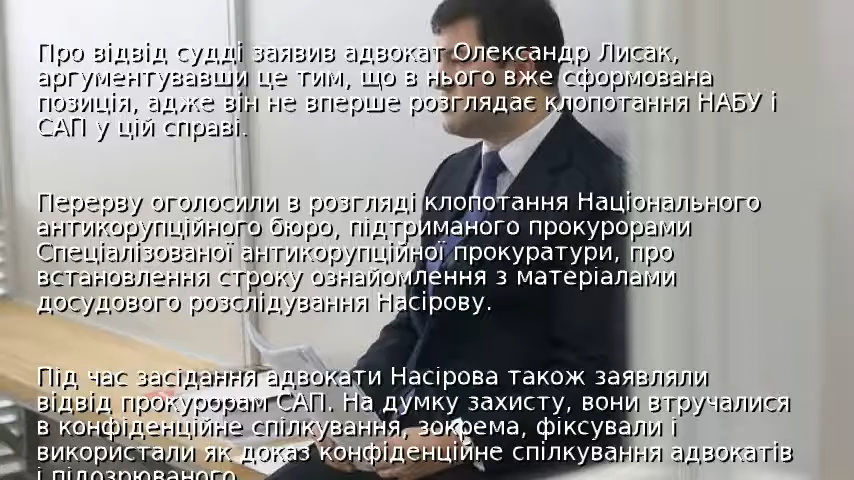 Про відвід судді заявив адвокат Олександр Лисак,
аргументувавши це тим, що в нього вже сформована
позиція, адже він не вперше розглядає клопотання НАБУ і
САП у цій справі.
Перерву оголосили в розгляді клопотання Національного
антикорупційного бюро, підтриманого прокурорами
Спеціалізованої антикорупційної прокуратури, про
встановлення строку ознайомлення з матеріалами
досудового розслідування Насірову.
Під час засідання адвокати Насірова також заявляли
відвід прокурорам САП. На думку захисту, вони втручалися
в конфіденційне спілкування, зокрема, фіксували і
використали як доказ конфіденційне спілкування адвокатів
і підозрюваного.